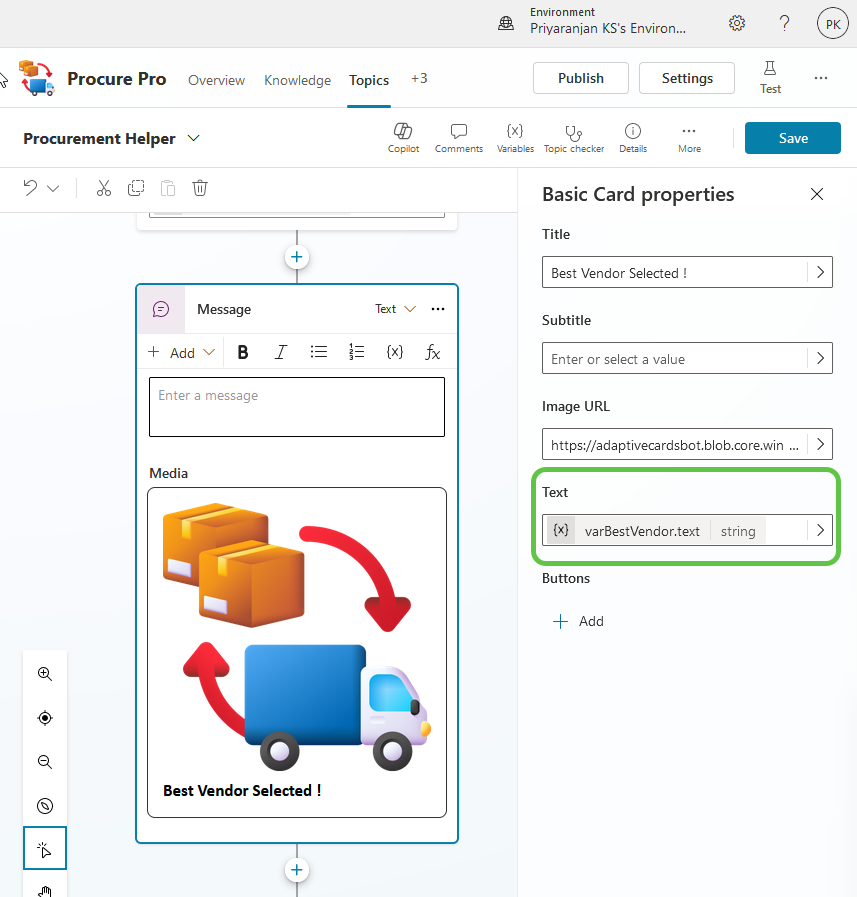 Environment
Priyaranjan KS's Environ...
?
PK
Procure Pro
Overview
Knowledge
Topics
+3
Publish
Settings
Test
...
Procurement Helper
Copilot
Comments
{x}
Variables
Topic checker
Details
...
More
Save
Basic Card properties
Title
Best Vendor Selected !
Subtitle
Enter or select a value
Image URL
https://adaptivecardsbot.blob.core.win ...
Text
{x} varBestVendor.text string
Buttons
+ Add
Message
Text
...
+ Add
B
I
{x}
fx
Enter a message
Media
Best Vendor Selected !